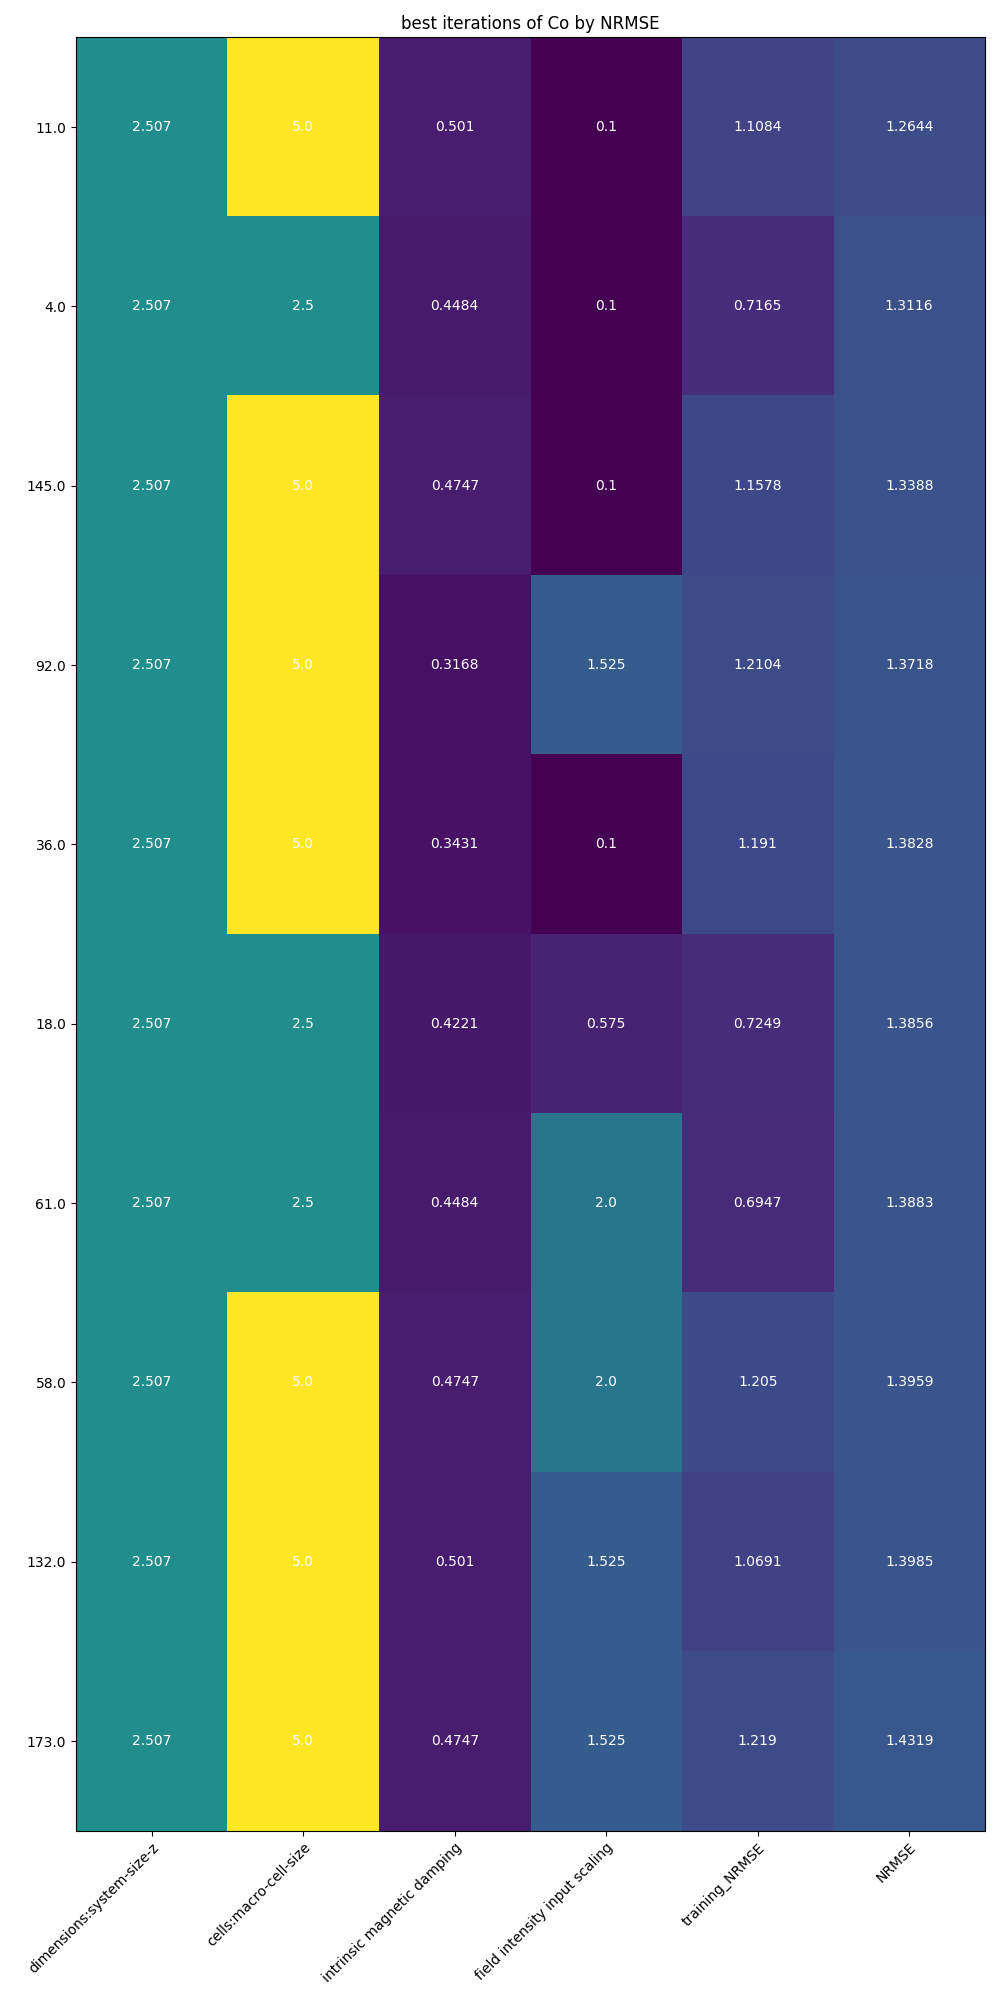 best iterations of Co by NRMSE
11.0 2.507 5.0 0.501 0.1 1.1084 1.2644
4.0 2.507 2.5 0.4484 0.1 0.7165 1.3116
145.0 2.507 5.0 0.4747 0.1 1.1578 1.3388
92.0 2.507 5.0 0.3168 1.525 1.2104 1.3718
36.0 2.507 5.0 0.3431 0.1 1.191 1.3828
18.0 2.507 2.5 0.4221 0.575 0.7249 1.3856
61.0 2.507 2.5 0.4484 2.0 0.6947 1.3883
58.0 2.507 5.0 0.4747 2.0 1.205 1.3959
132.0 2.507 5.0 0.501 1.525 1.0691 1.3985
173.0 2.507 5.0 0.4747 1.525 1.219 1.4319
dimensions:system-size-z
cells:macro-cell-size
intrinsic magnetic damping
field intensity input scaling
training_NRMSE
NRMSE